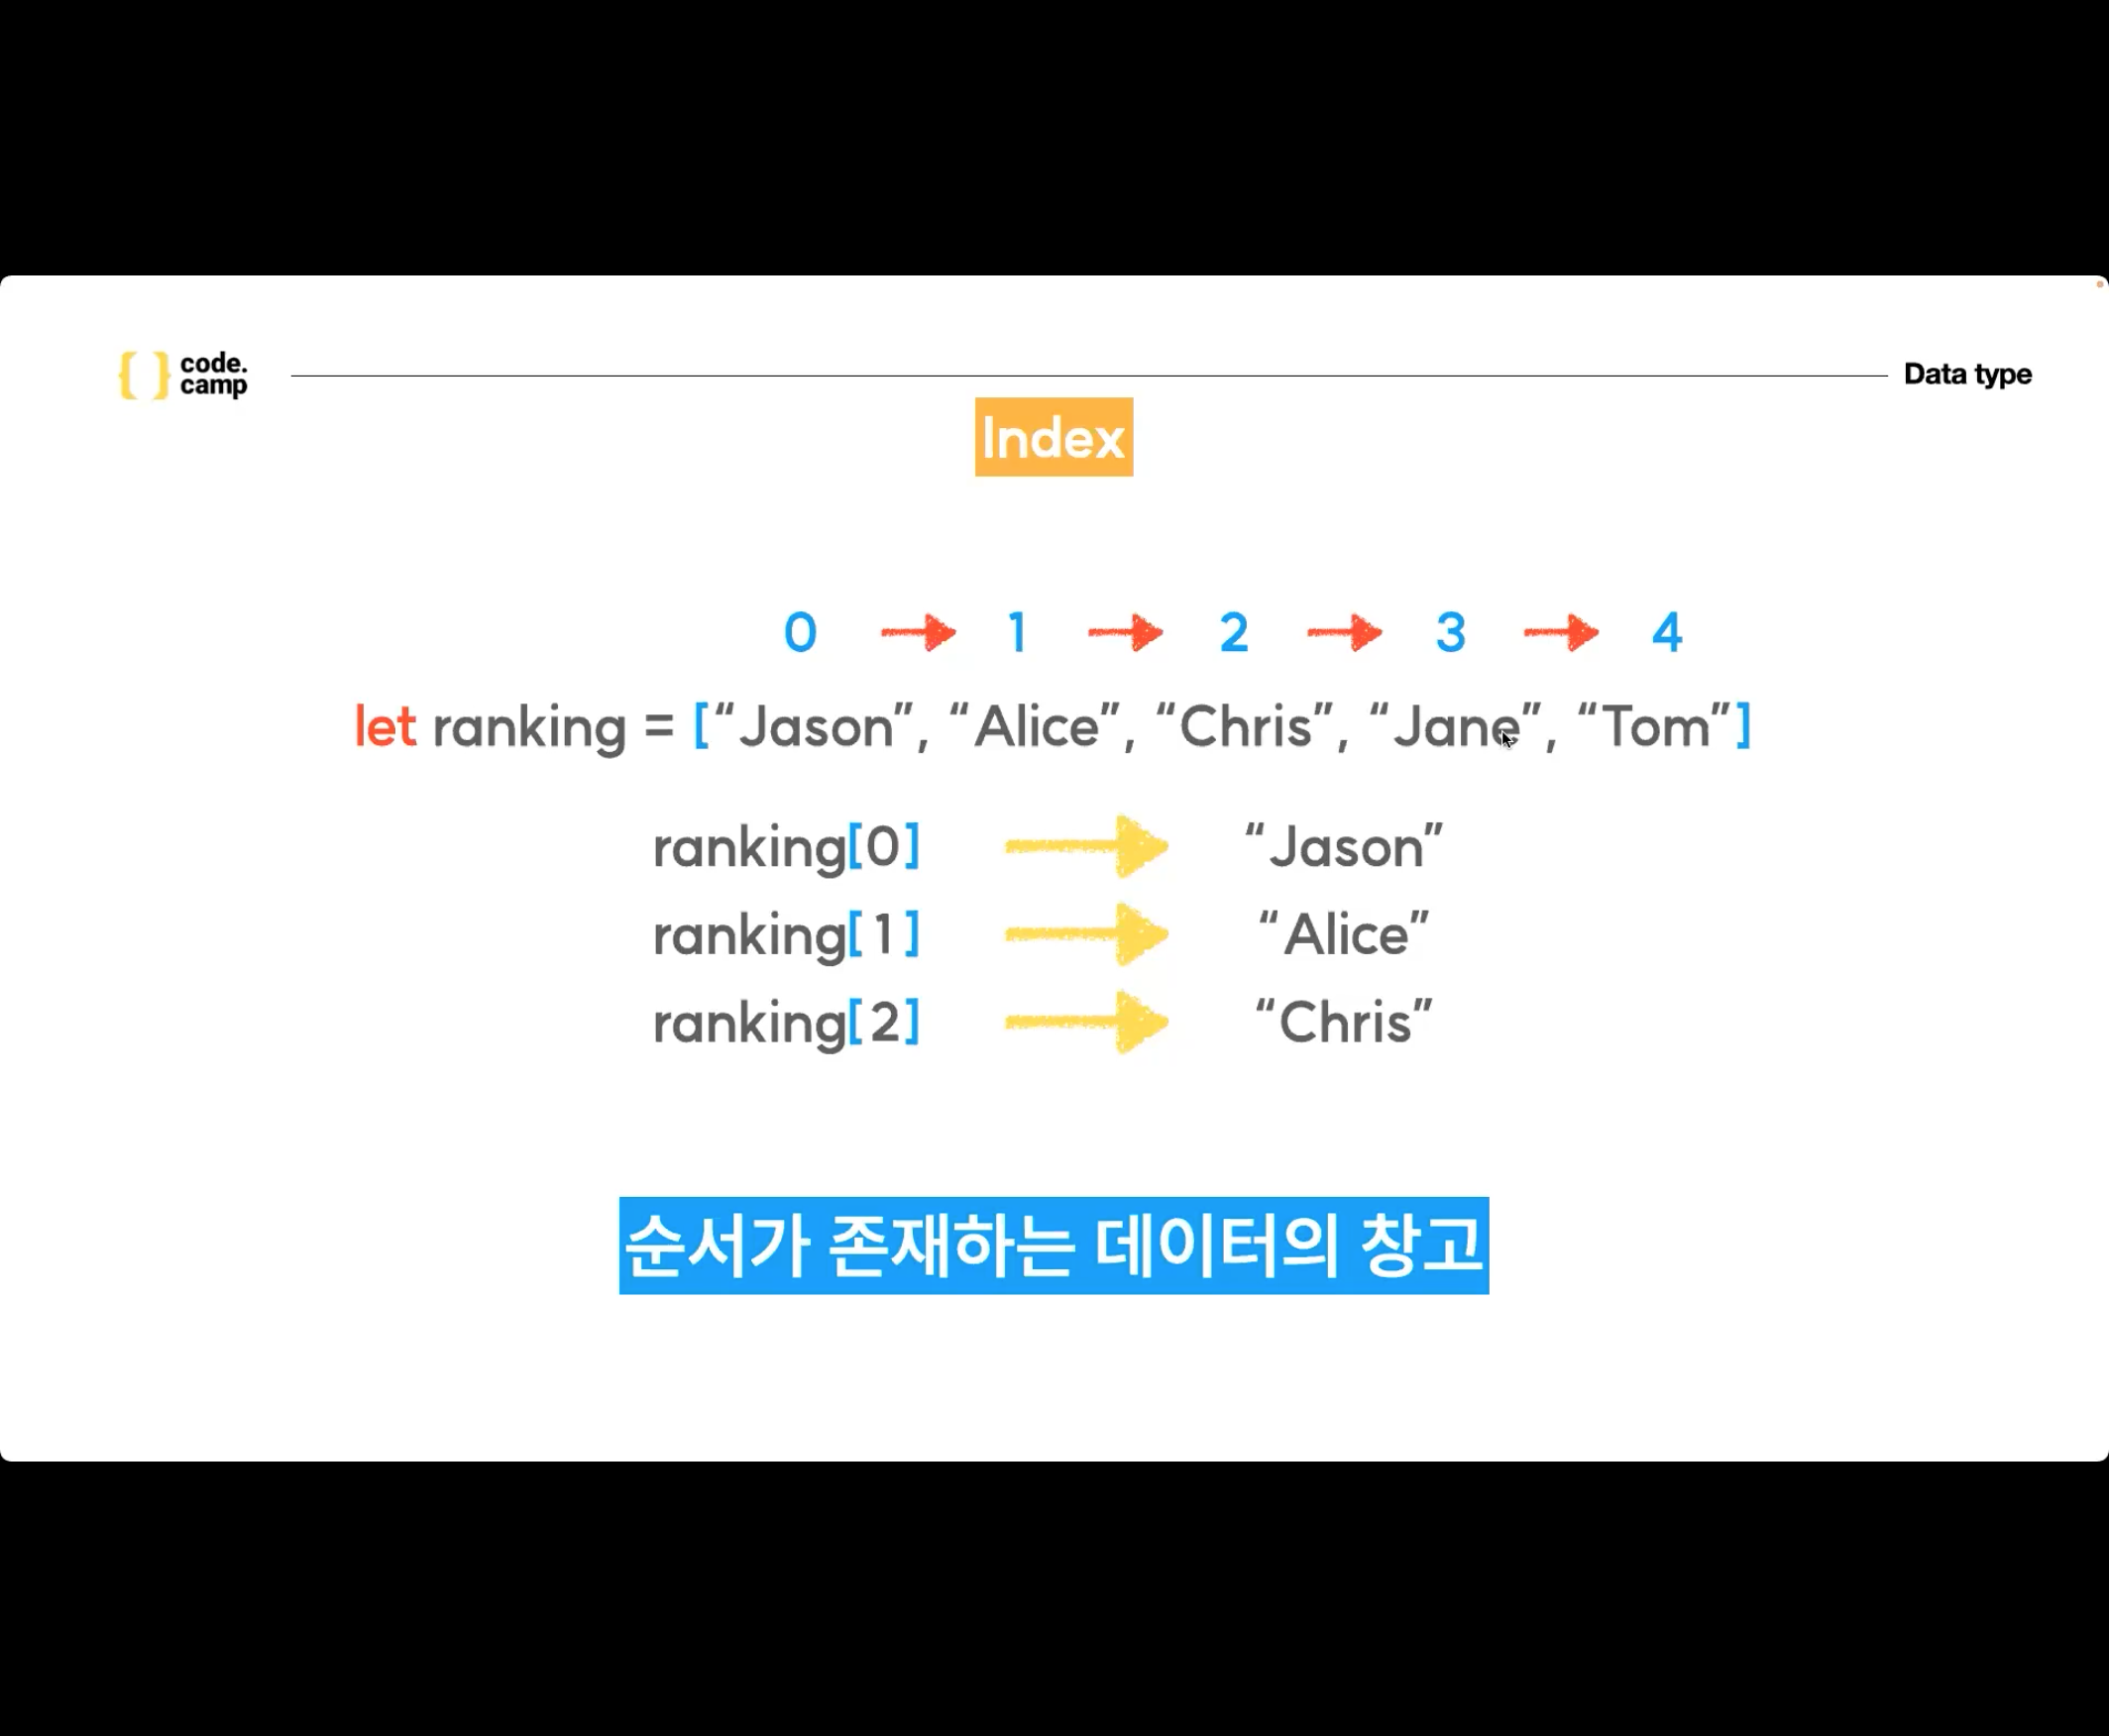 code.
camp
Data type
Index
0 1 2 3 4
let ranking = [“Jason”, “Alice”, “Chris”, “Jane”, “Tom”]
ranking[0] “Jason”
ranking[1] “Alice”
ranking[2] “Chris”
순서가 존재하는 데이터의 창고